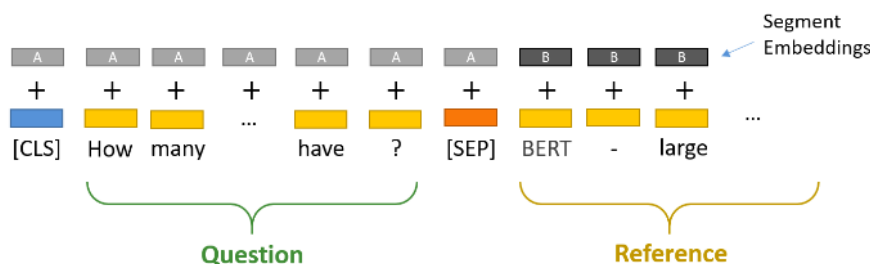 Segment
Embeddings
A A A A A A A B B B
+ + + + + + + + + +
... ...
[CLS] How many have ? [SEP] BERT - large
Question Reference